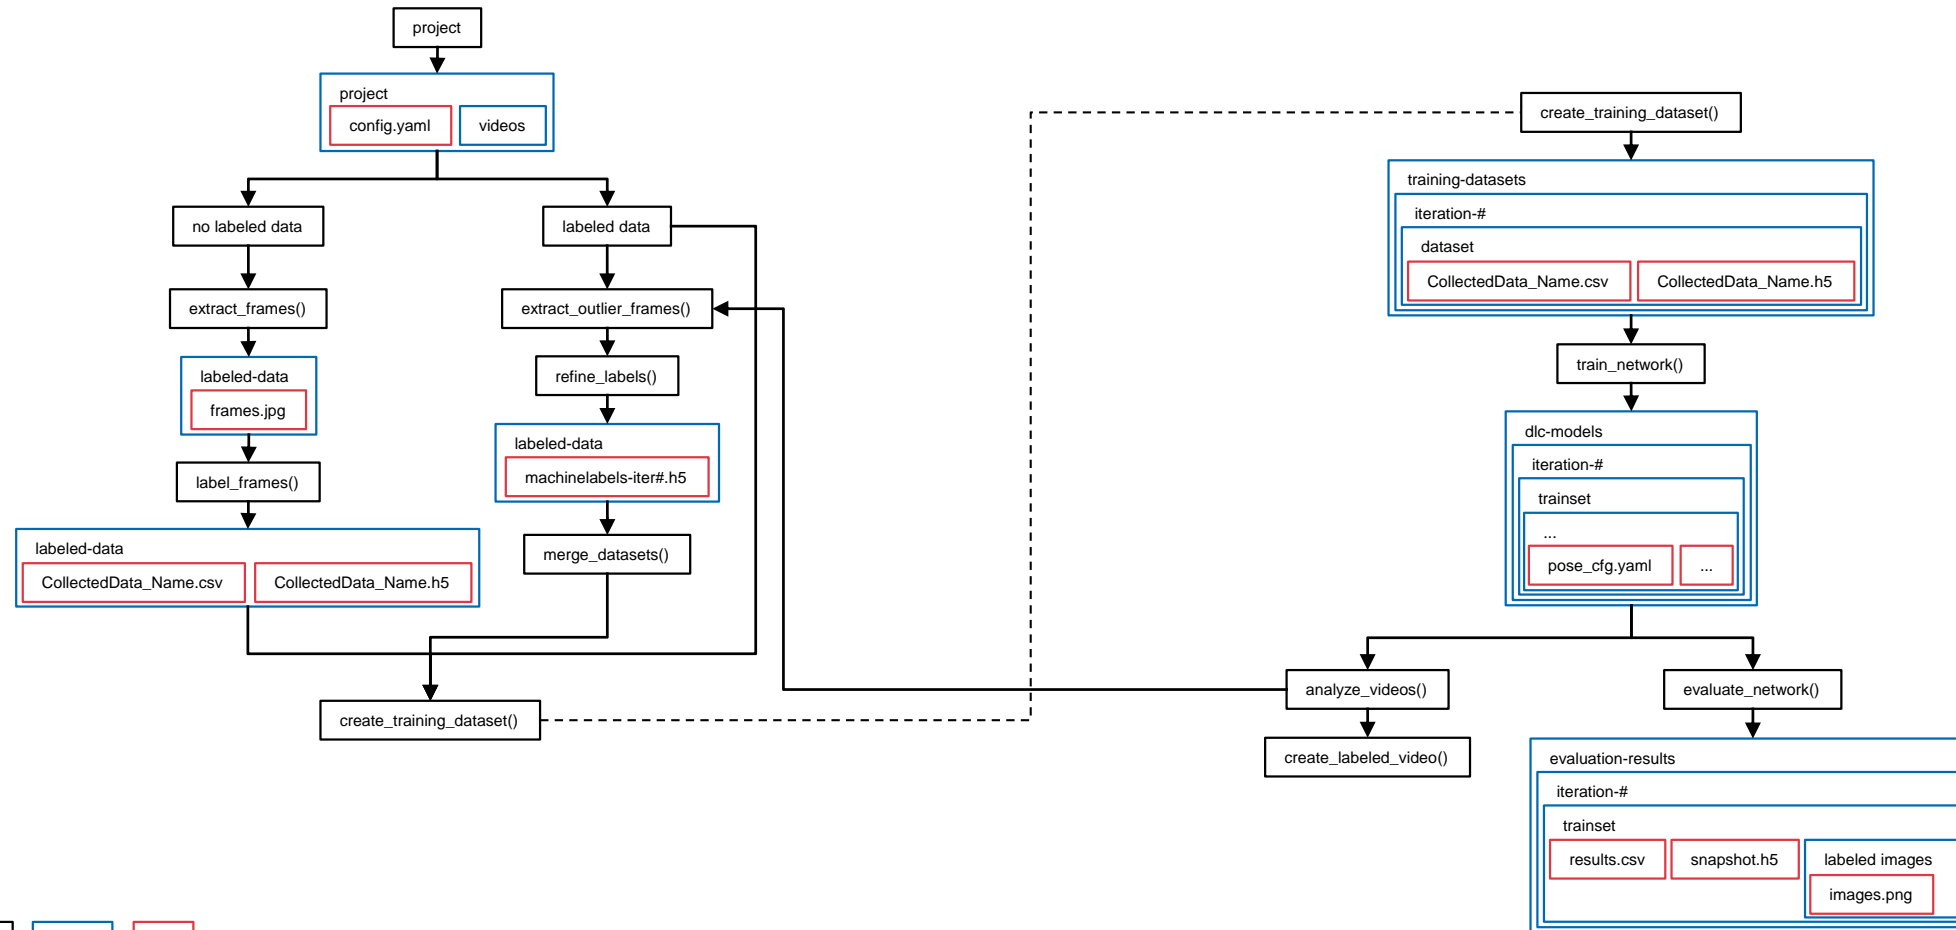 project
project
config.yaml
videos
no labeled data
labeled data
extract_frames()
extract_outlier_frames()
labeled-data
frames.jpg
refine_labels()
label_frames()
labeled-data
machinelabels-iter#.h5
labeled-data
CollectedData_Name.csv
CollectedData_Name.h5
merge_datasets()
create_training_dataset()
create_training_dataset()
training-datasets
iteration-#
dataset
CollectedData_Name.csv
CollectedData_Name.h5
train_network()
dlc-models
iteration-#
trainset
...
pose_cfg.yaml
...
analyze_videos()
evaluate_network()
create_labeled_video()
evaluation-results
iteration-#
trainset
results.csv
snapshot.h5
labeled images
images.png